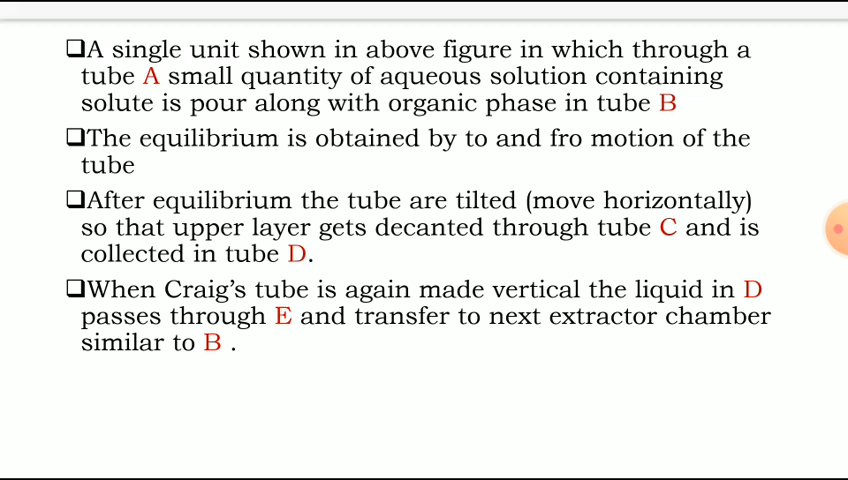 ❑A single unit shown in above figure in which through a
tube A small quantity of aqueous solution containing
solute is pour along with organic phase in tube B
❑The equilibrium is obtained by to and fro motion of the
tube
❑After equilibrium the tube are tilted (move horizontally)
so that upper layer gets decanted through tube C and is
collected in tube D.
❑When Craig’s tube is again made vertical the liquid in D
passes through E and transfer to next extractor chamber
similar to B .